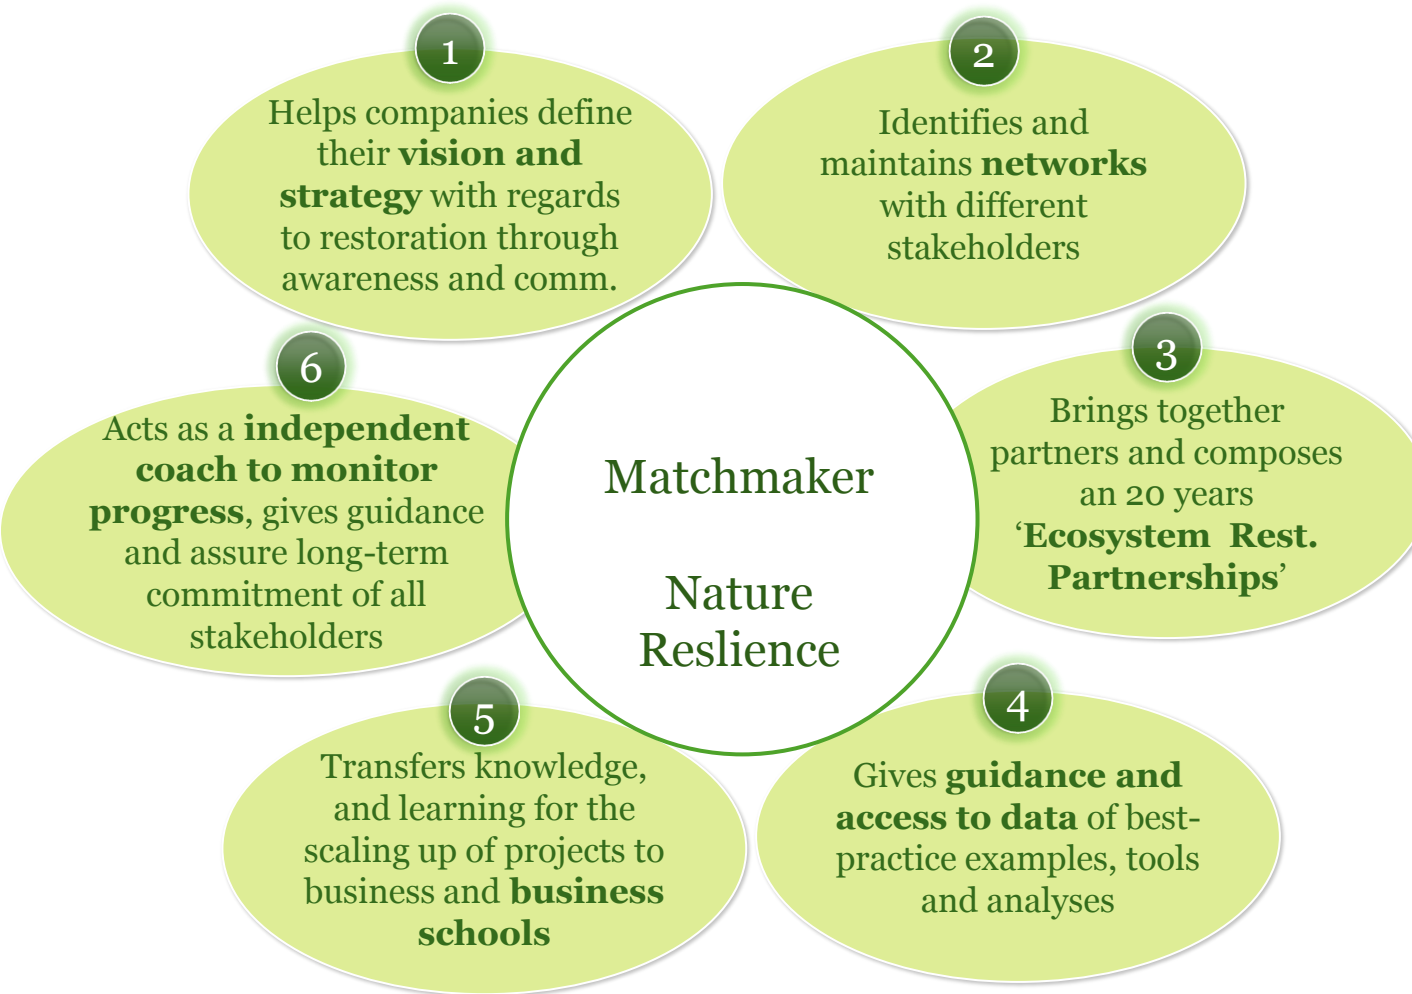 1
Helps companies define
their vision and
strategy with regards
to restoration through
awareness and comm.
2
Identifies and
maintains networks
with different
stakeholders
3
Brings together
partners and composes
an 20 years
‘Ecosystem Rest.
Partnerships’
4
Gives guidance and
access to data of best-
practice examples, tools
and analyses
5
Transfers knowledge,
and learning for the
scaling up of projects to
business and business
schools
6
Acts as a independent
coach to monitor
progress, gives guidance
and assure long-term
commitment of all
stakeholders
Matchmaker
Nature
Reslience